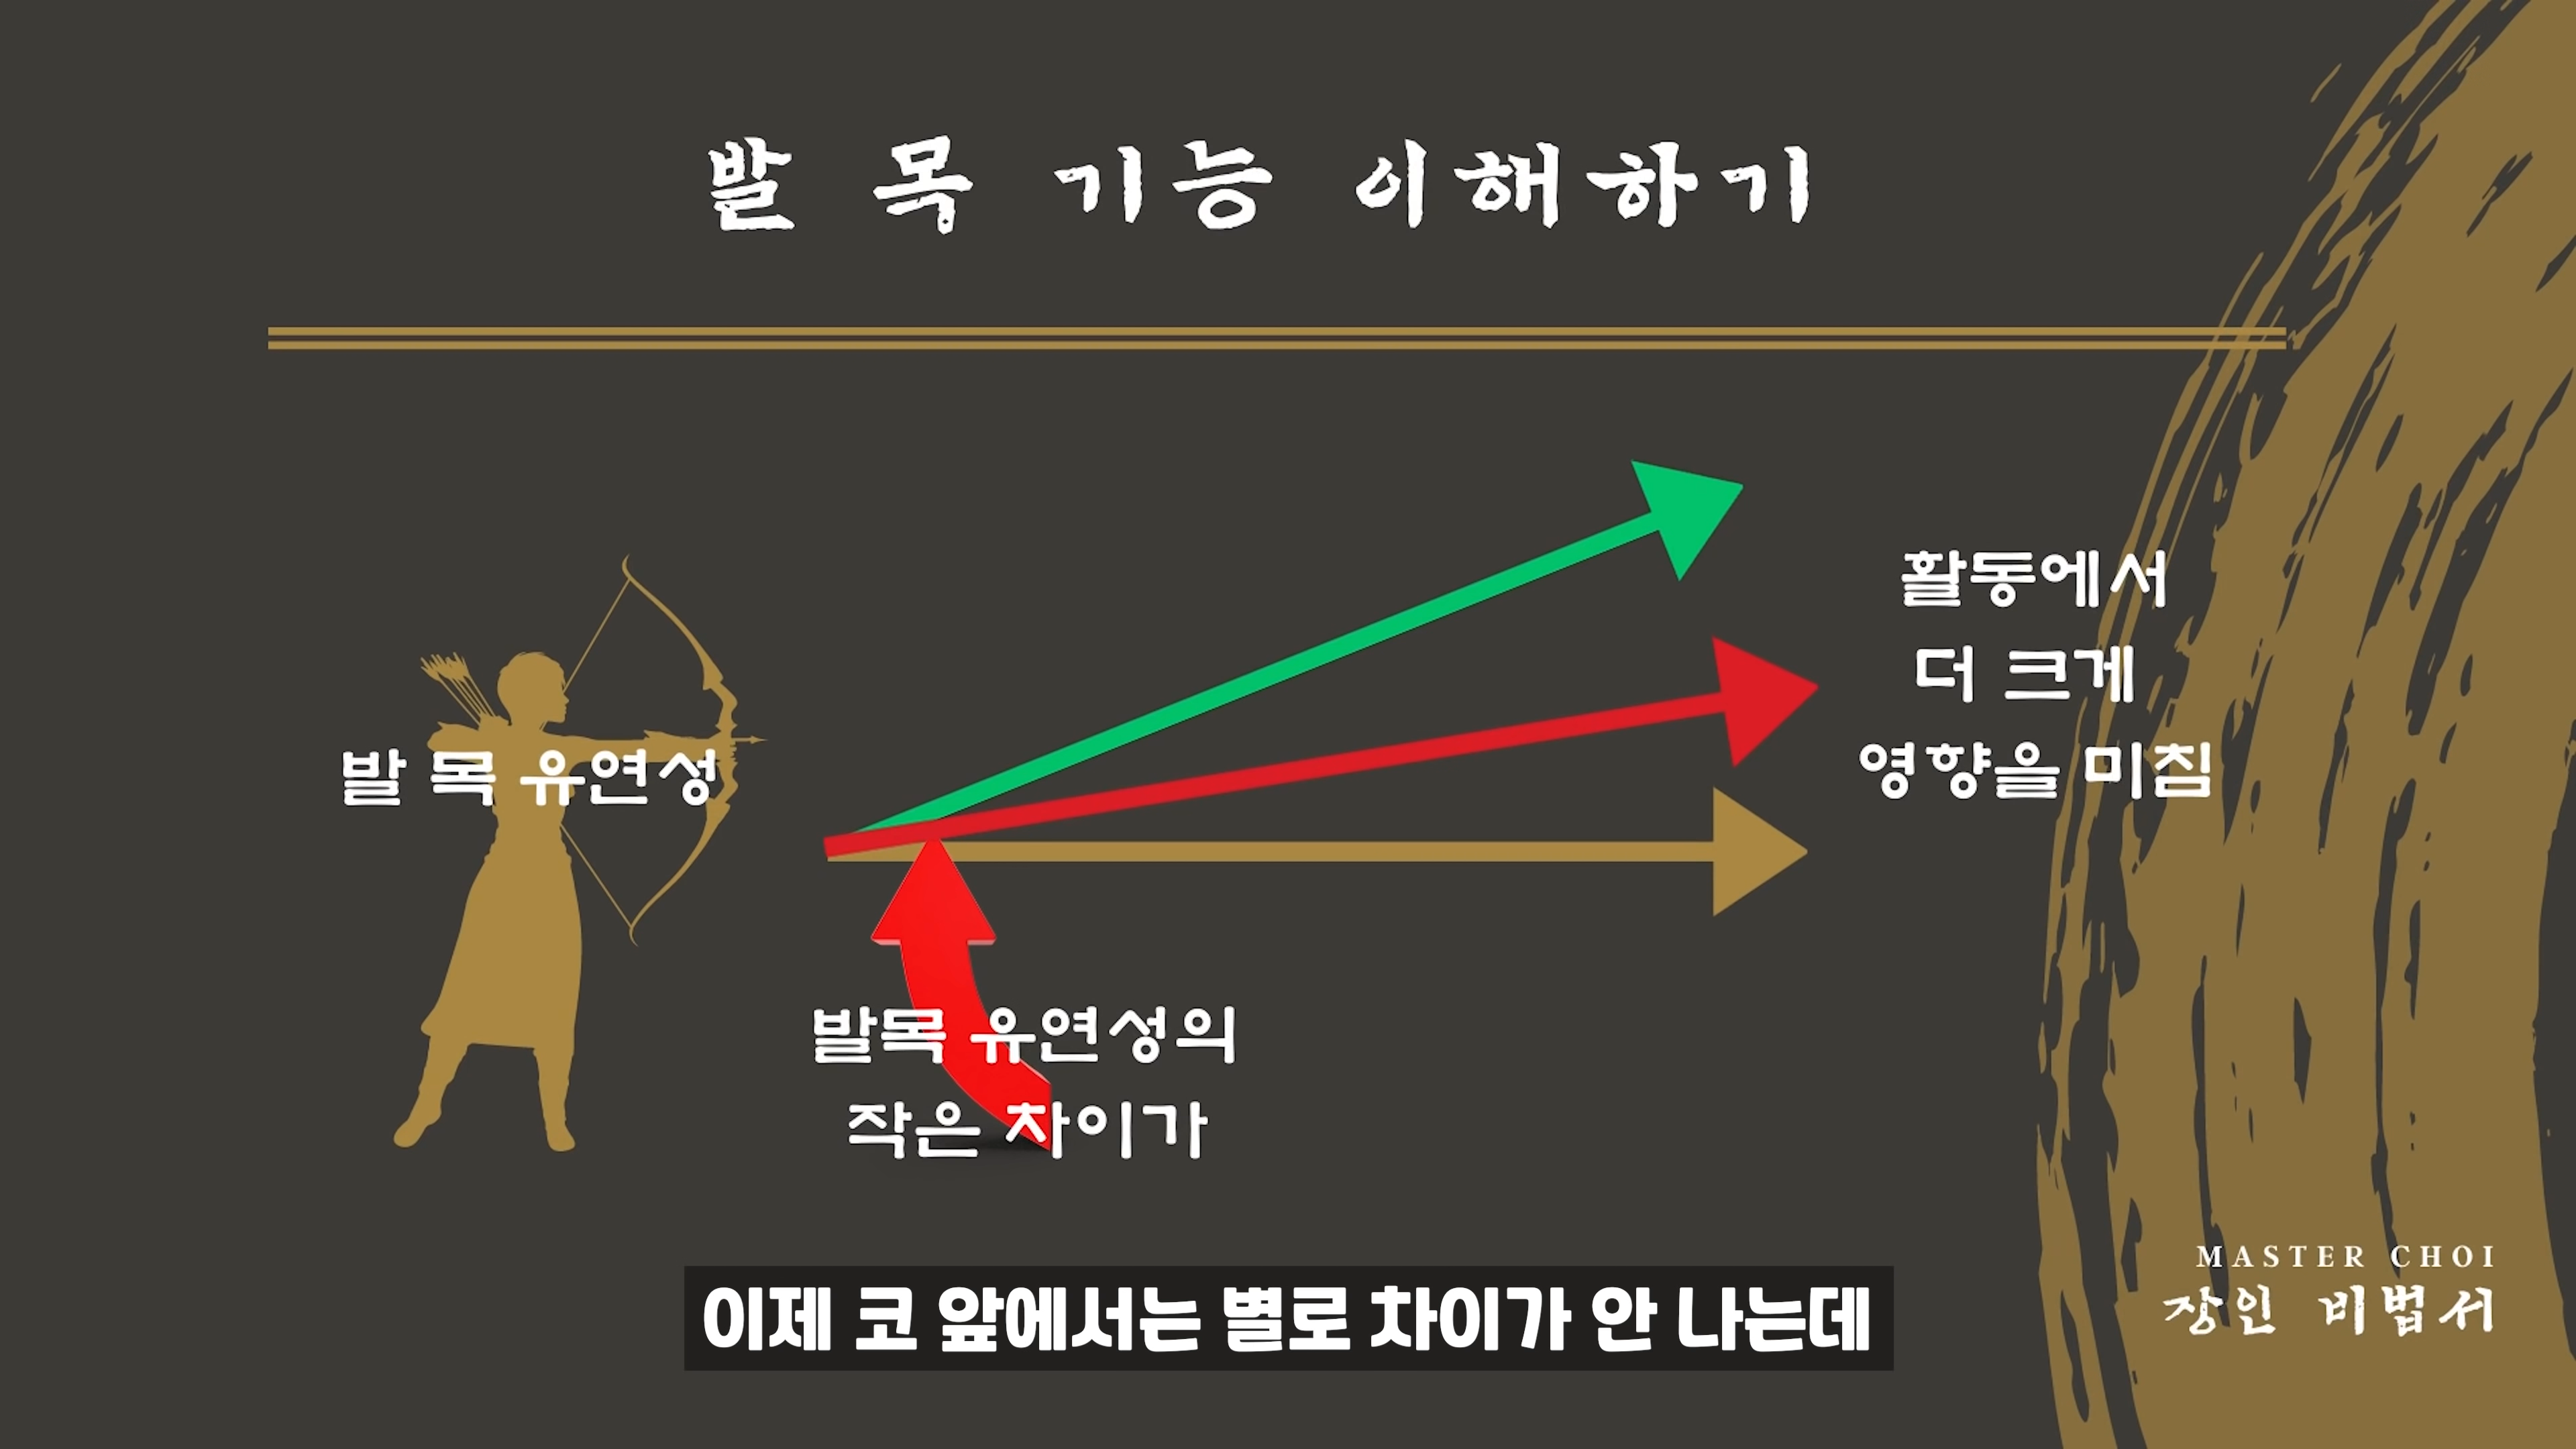 발 목 기능 이해하기
발 목 유연성
활동에서
더 크게
영향을 미침
발목 유연성의
작은 차이가
이제 코 앞에서는 별로 차이가 안 나는데
MASTER CHOI
장인 비법서